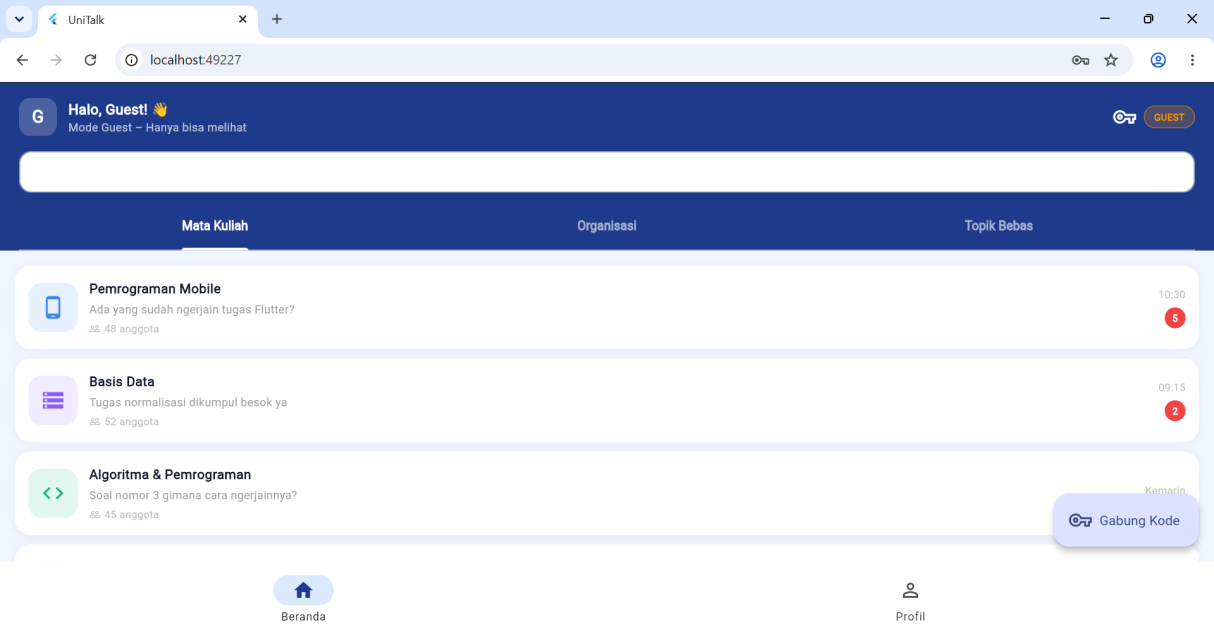 UniTalk
localhost:49227
G
Halo, Guest! 👋
Mode Guest – Hanya bisa melihat
GUEST
Mata Kuliah
Organisasi
Topik Bebas
Pemrograman Mobile
Ada yang sudah ngerjain tugas Flutter?
48 anggota
10:30
5
Basis Data
Tugas normalisasi dikumpul besok ya
52 anggota
09:15
2
Algoritma & Pemrograman
Soal nomor 3 gimana cara ngerjainnya?
45 anggota
Kemarin
Gabung Kode
Beranda
Profil